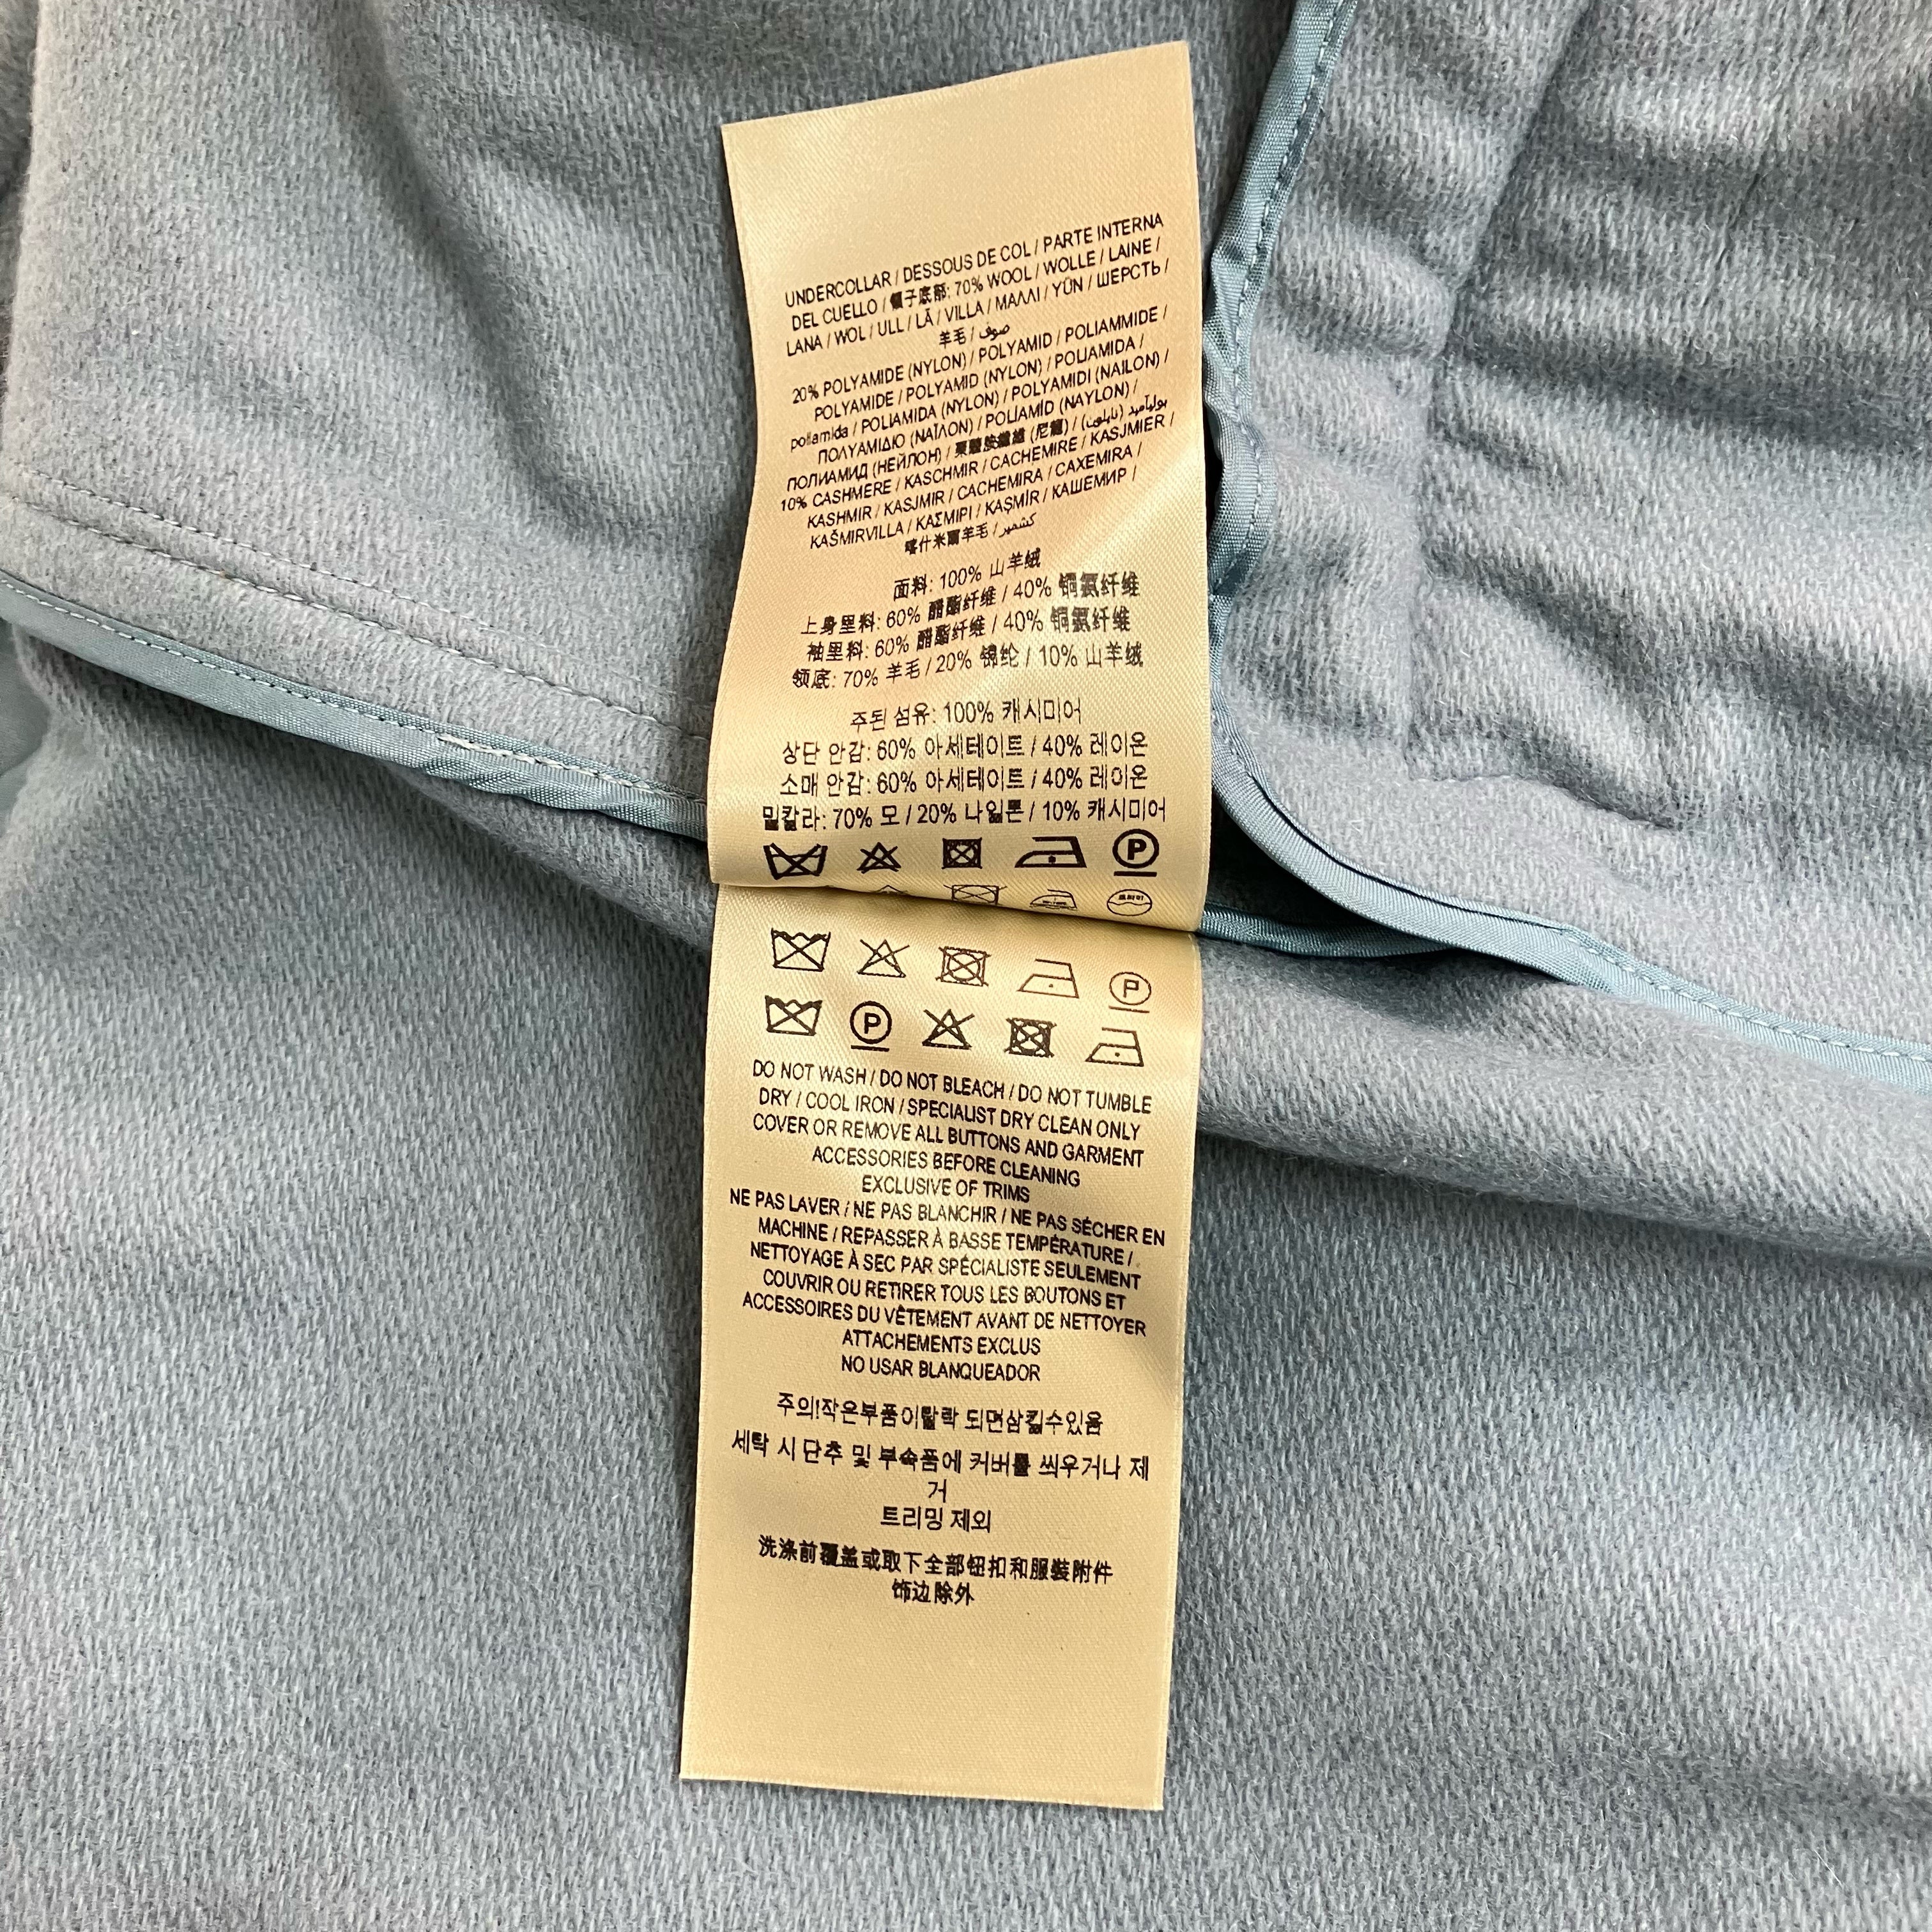 UNDERCOLLAR / DESSOUS DE COL / PARTE INTERNA
DEL CUELLO / 領子底部: 70% WOOL / WOLLE / LAINE /
LANA / WOL / ULL / LÃ / VILLA / ΜΑΛΛΙ / YÜN / ШЕРСТЬ /
羊毛 / صوف
20% POLYAMIDE (NYLON) / POLYAMID / POLIAMMIDE /
POLYAMIDE / POLYAMID (NYLON) / POLIAMIDA /
poliamida / POLIAMIDA (NYLON) / POLYAMIDI (NAILON) /
ΠΟΛΥΑΜΙΔΙΟ (ΝΑΪΛΟΝ) / POLİAMİD (NAYLON) /
ПОЛИАМИД (НЕЙЛОН) / (尼龍) / بوليآميد (نايلون) /
10% CASHMERE / KASCHMIR / CACHEMIRE / KASJMIER /
KASHMIR / KASJMIR / CACHEMIRA / CAXEMIRA /
KAŠMIRVILLA / ΚΑΣΜΙΡΙ / KAŞMİR / КАШЕМИР /
喀什米爾羊毛 / كشمير
面料: 100% 山羊绒
上身里料: 60% 醋酯纤维 / 40% 铜氨纤维
袖里料: 60% 醋酯纤维 / 40% 铜氨纤维
领底: 70% 羊毛 / 20% 锦纶 / 10% 山羊绒
주된 섬유: 100% 캐시미어
상단 안감: 60% 아세테이트 / 40% 레이온
소매 안감: 60% 아세테이트 / 40% 레이온
밑칼라: 70% 모 / 20% 나일론 / 10% 캐시미어
P
P
P
DO NOT WASH / DO NOT BLEACH / DO NOT TUMBLE
DRY / COOL IRON / SPECIALIST DRY CLEAN ONLY
COVER OR REMOVE ALL BUTTONS AND GARMENT
ACCESSORIES BEFORE CLEANING
EXCLUSIVE OF TRIMS
NE PAS LAVER / NE PAS BLANCHIR / NE PAS SÉCHER EN
MACHINE / REPASSER À BASSE TEMPÉRATURE /
NETTOYAGE À SEC PAR SPÉCIALISTE SEULEMENT
COUVRIR OU RETIRER TOUS LES BOUTONS ET
ACCESSOIRES DU VÊTEMENT AVANT DE NETTOYER
ATTACHEMENTS EXCLUS
NO USAR BLANQUEADOR
주의!작은부품이탈락 되면삼킬수있음
세탁 시 단추 및 부속품에 커버를 씌우거나 제
거
트리밍 제외
洗涤前覆盖或取下全部钮扣和服装附件
饰边除外